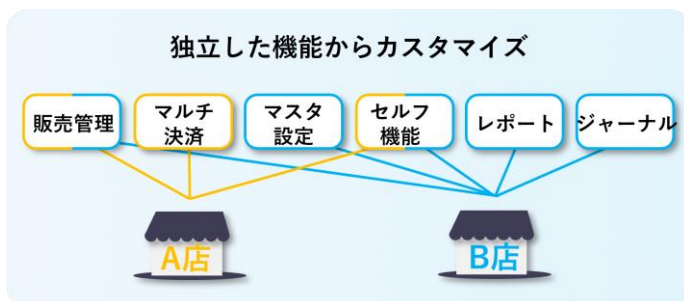 独立した機能からカスタマイズ
販売管理
マルチ
決済
マスタ
設定
セルフ
機能
レポート
ジャーナル
A店
B店